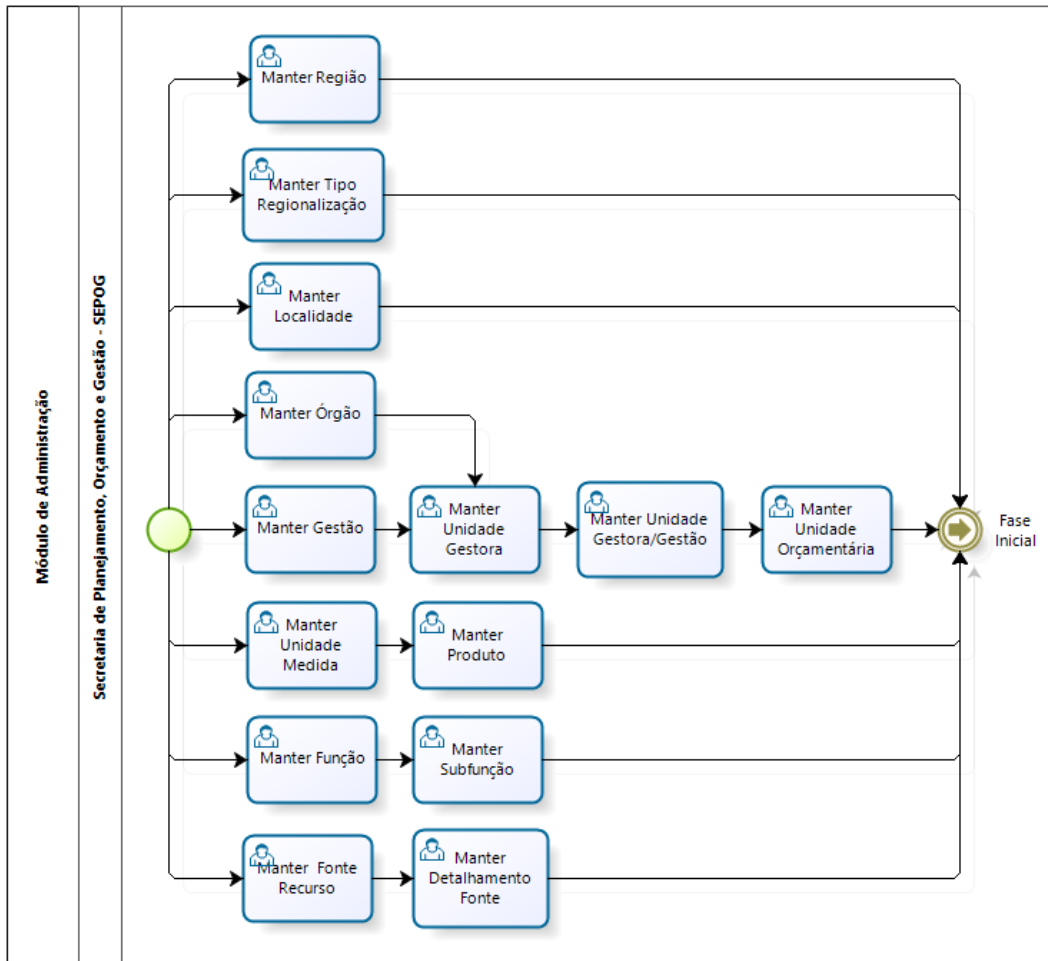 Módulo de Administração
Secretaria de Planejamento, Orçamento e Gestão - SEPOG
Manter Região
Manter Tipo
Regionalização
Manter
Localidade
Manter Órgão
Manter Gestão
Manter
Unidade
Gestora
Manter Unidade
Gestora/Gestão
Manter
Unidade
Orçamentária
Fase
Inicial
Manter
Unidade
Medida
Manter
Produto
Manter Função
Manter
Subfunção
Manter Fonte
Recurso
Manter
Detalhamento
Fonte